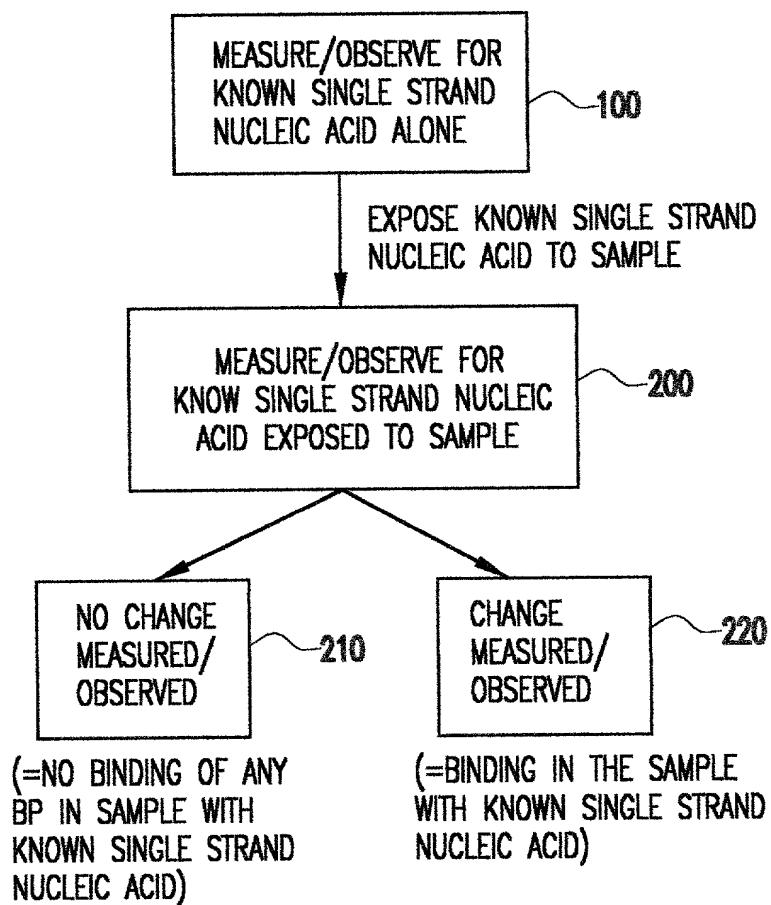 MEASURE/OBSERVE FOR
KNOWN SINGLE STRAND
NUCLEIC ACID ALONE
100
EXPOSE KNOWN SINGLE STRAND
NUCLEIC ACID TO SAMPLE
MEASURE/OBSERVE FOR
KNOW SINGLE STRAND NUCLEIC
ACID EXPOSED TO SAMPLE
200
NO CHANGE
MEASURED/
OBSERVED
210
(=NO BINDING OF ANY
BP IN SAMPLE WITH
KNOWN SINGLE STRAND
NUCLEIC ACID)
CHANGE
MEASURED/
OBSERVED
220
(=BINDING IN THE SAMPLE
WITH KNOWN SINGLE STRAND
NUCLEIC ACID)